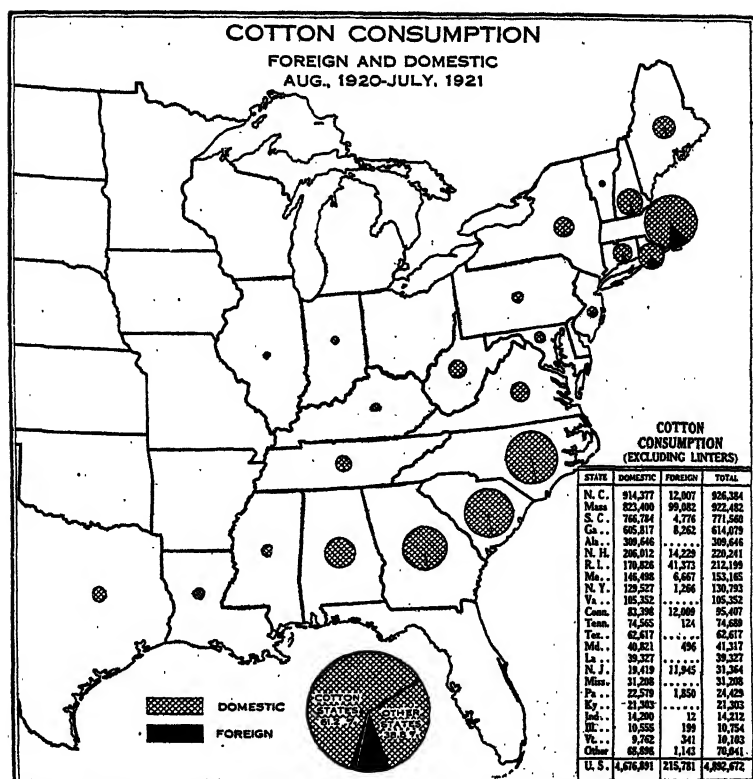 COTTON CONSUMPTION
FOREIGN AND DOMESTIC
AUG., 1920-JULY, 1921
COTTON
CONSUMPTION
(EXCLUDING LINTERS)
STATE DOMESTIC FOREIGN TOTAL
N. C. 914,377 12,007 926,384
Mass 823,400 99,082 922,482
S. C. 766,784 4,776 771,560
Ga... 605,817 8,262 614,079
Ala.. 309,646 ...... 309,646
N. H. 206,012 14,229 220,241
R. I.. 170,826 41,373 212,199
Me... 146,498 6,667 153,165
N. Y. 129,527 1,266 130,793
Va... 105,352 ...... 105,352
Conn. 83,398 12,009 95,407
Tenn. 74,565 124 74,689
Tex.. 62,617 ...... 62,617
Md... 40,821 496 41,317
La... 39,327 ...... 39,327
N. J.. 19,419 11,945 31,364
Miss. 31,208 ...... 31,208
Pa... 22,579 1,850 24,429
Ky... 21,303 ...... 21,303
Ind.. 14,200 12 14,212
Ill... 10,555 199 10,754
Vt... 9,762 341 10,103
Other 68,898 1,143 70,041
U. S. 4,676,891 215,781 4,892,672
COTTON
STATES
61.2%
OTHER
STATES
38.8%
DOMESTIC
FOREIGN